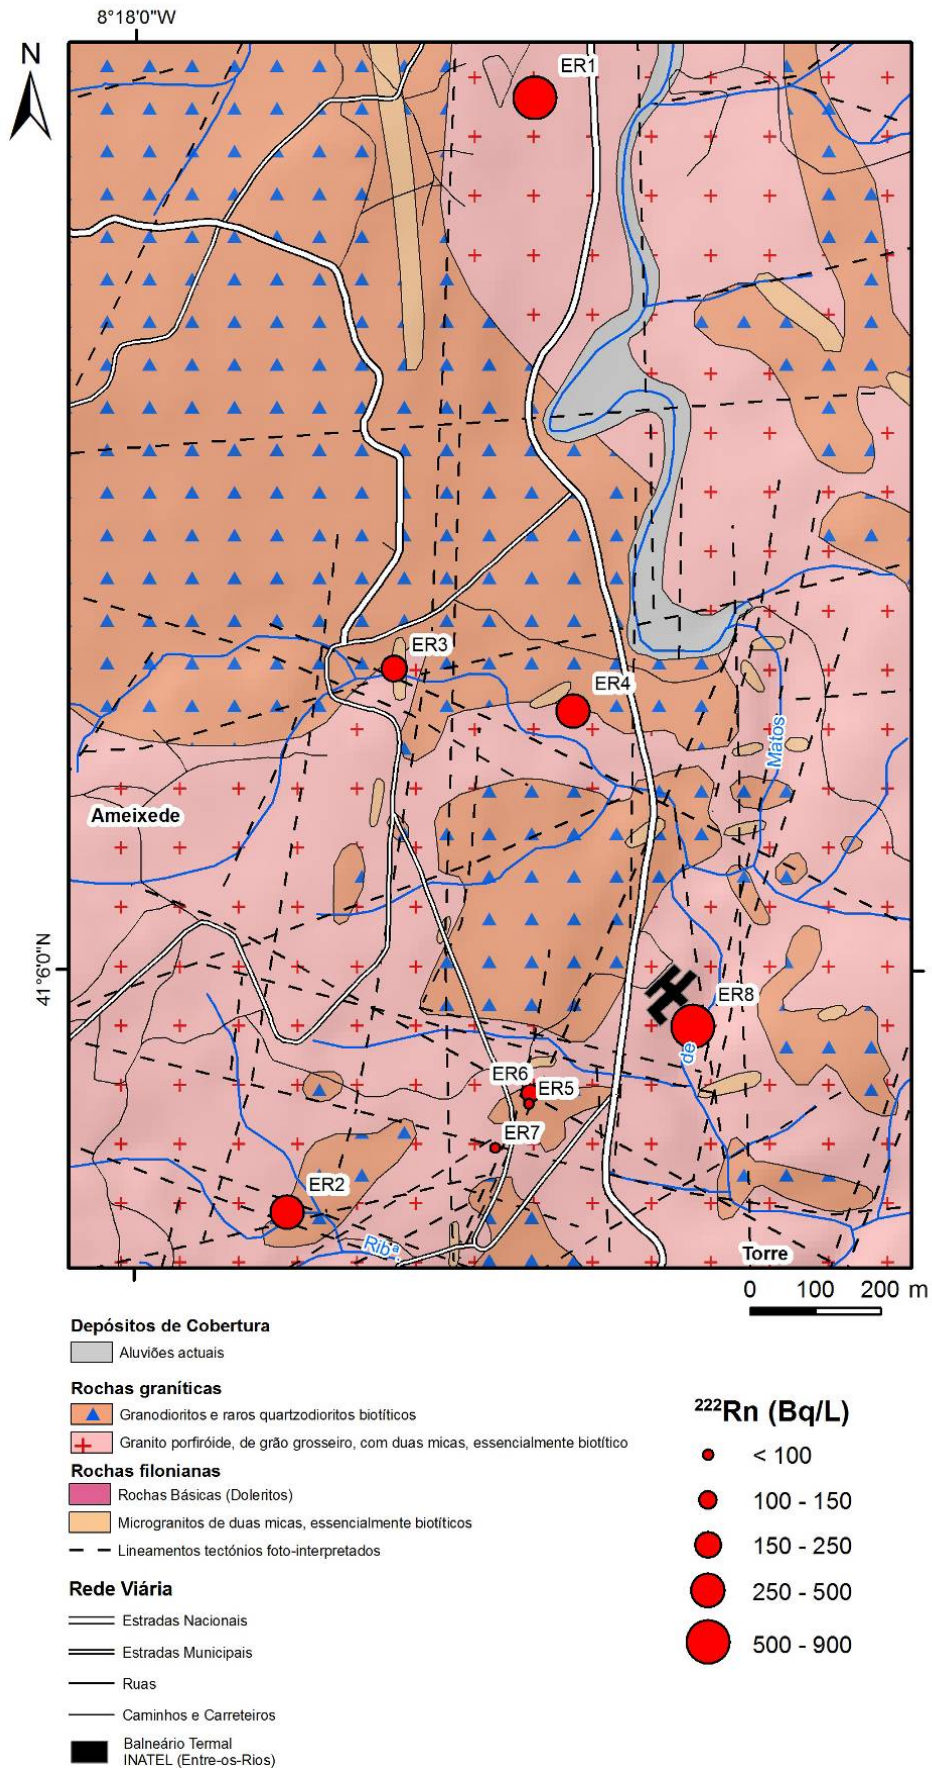 8°18'0"W
N
ER1
ER3
ER4
Matos
Ameixede
41°6'0"N
ER8
de
ER6
ER5
ER7
ER2
Ribª
Torre
0 100 200 m
Depósitos de Cobertura
Aluviões actuais
Rochas graníticas
Granodioritos e raros quartzodioritos biotíticos
Granito porfiróide, de grão grosseiro, com duas micas, essencialmente biotítico
Rochas filonianas
Rochas Básicas (Doleritos)
Microgranitos de duas micas, essencialmente biotíticos
Lineamentos tectónios foto-interpretados
Rede Viária
Estradas Nacionais
Estradas Municipais
Ruas
Caminhos e Carreteiros
Balneário Termal
INATEL (Entre-os-Rios)
²²²Rn (Bq/L)
< 100
100 - 150
150 - 250
250 - 500
500 - 900